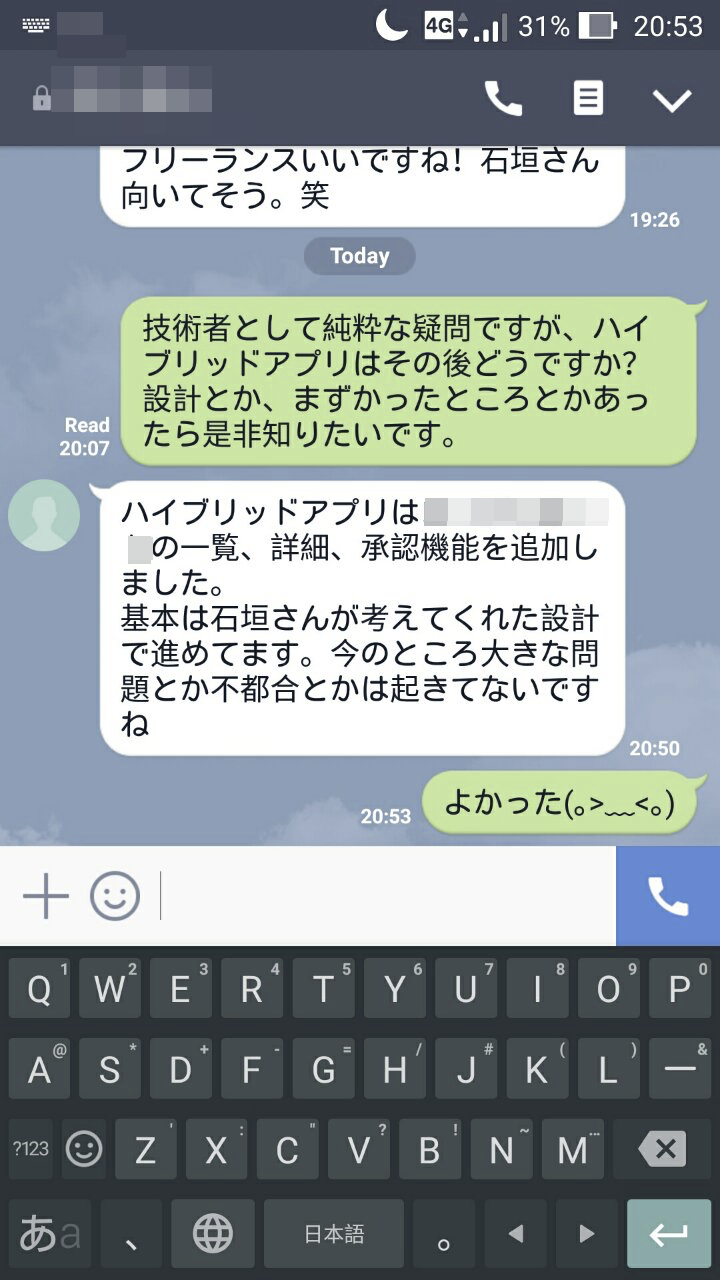 4G 31% 20:53
フリーランスいいですね！石垣さん
向いてそう。笑
19:26
Today
技術者として純粋な疑問ですが、ハイ
ブリッドアプリはその後どうですか？
設計とか、まずかったところとかあっ
たら是非知りたいです。
Read
20:07
ハイブリッドアプリは
の一覧、詳細、承認機能を追加し
ました。
基本は石垣さんが考えてくれた設計
で進めてます。今のところ大きな問
題とか不都合とかは起きてないです
ね
20:50
よかった(｡>﹏<｡)
20:53
Q 1 W 2 E 3 R 4 T 5 Y 6 U 7 I 8 O 9 P 0
A @ S * D + F - G = H / J # K ( L ) ー &
?123 Z ' X : C " V ? B ! N ~ M …
あa 、 日本語 。